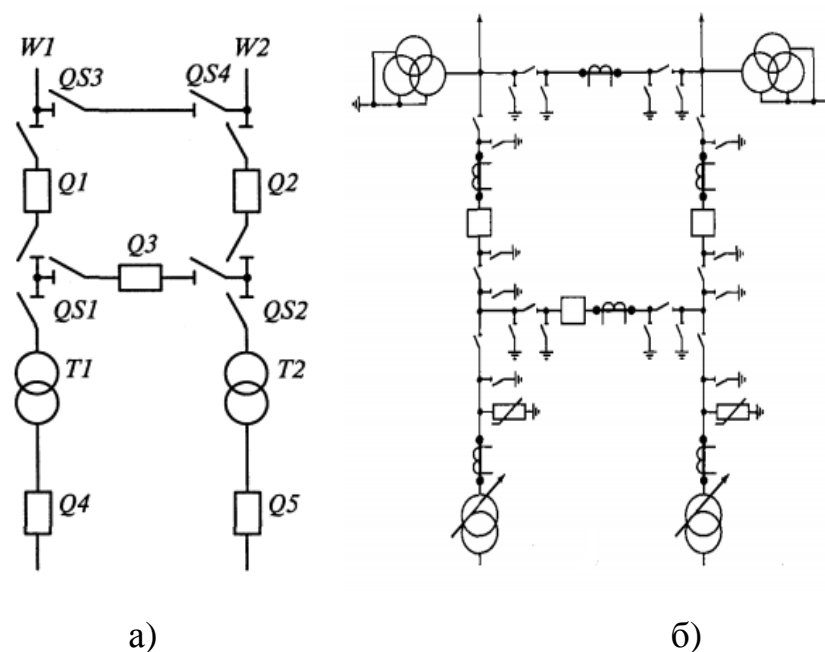 W1 W2
QS3 QS4
Q1 Q2
Q3
QS1 QS2
T1 T2
Q4 Q5
а) б)